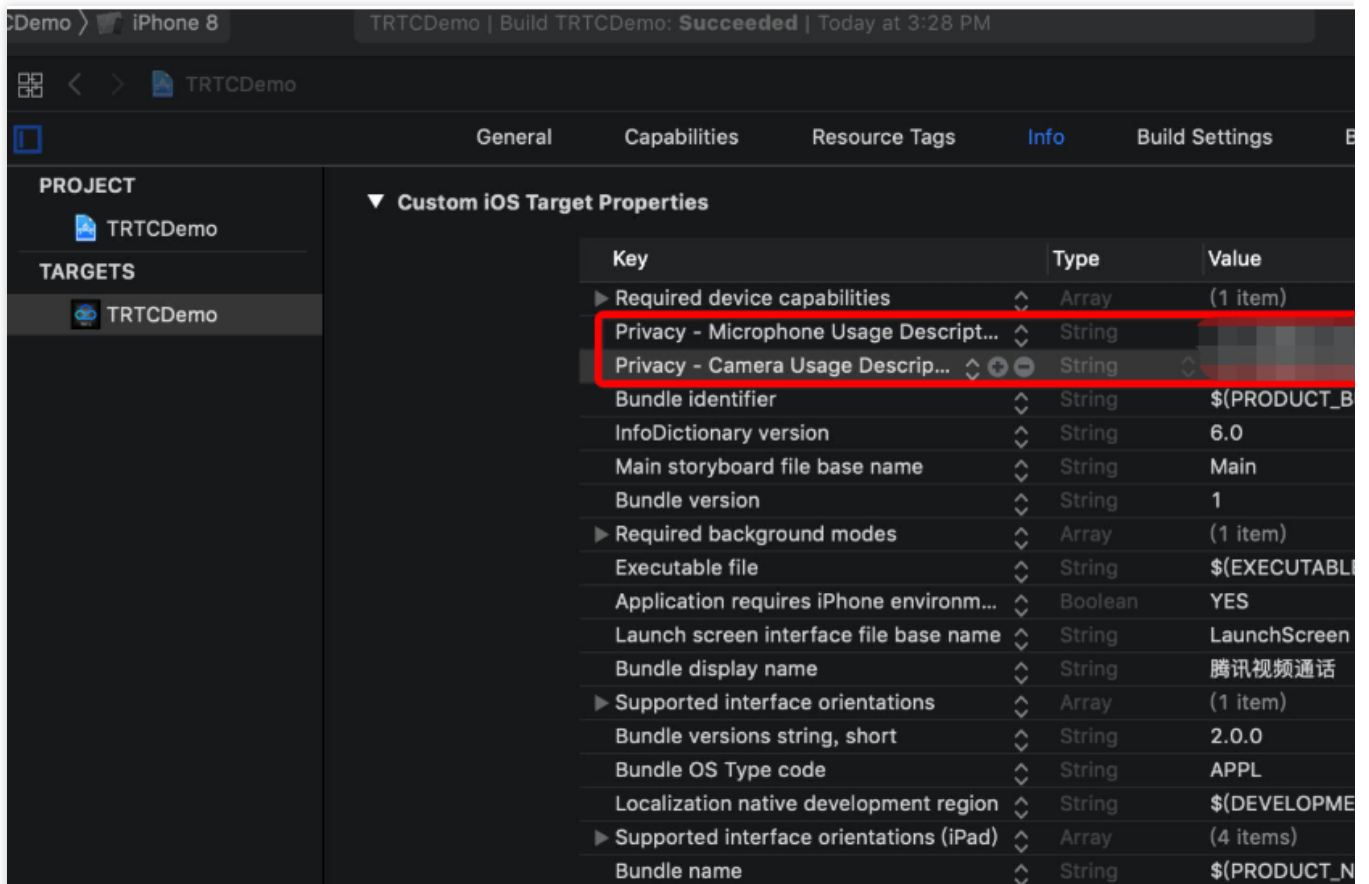 CDemo 〉 iPhone 8 TRTCDemo | Build TRTCDemo: Succeeded | Today at 3:28 PM
TRTCDemo
General Capabilities Resource Tags Info Build Settings B
PROJECT
TRTCDemo
TARGETS
TRTCDemo
Custom iOS Target Properties
Key Type Value
Required device capabilities Array (1 item)
Privacy - Microphone Usage Descript... String
Privacy - Camera Usage Descrip... String
Bundle identifier String $(PRODUCT_B
InfoDictionary version String 6.0
Main storyboard file base name String Main
Bundle version String 1
Required background modes Array (1 item)
Executable file String $(EXECUTABLE
Application requires iPhone environm... Boolean YES
Launch screen interface file base name String LaunchScreen
Bundle display name String 腾讯视频通话
Supported interface orientations Array (1 item)
Bundle versions string, short String 2.0.0
Bundle OS Type code String APPL
Localization native development region String $(DEVELOPME
Supported interface orientations (iPad) Array (4 items)
Bundle name String $(PRODUCT_N